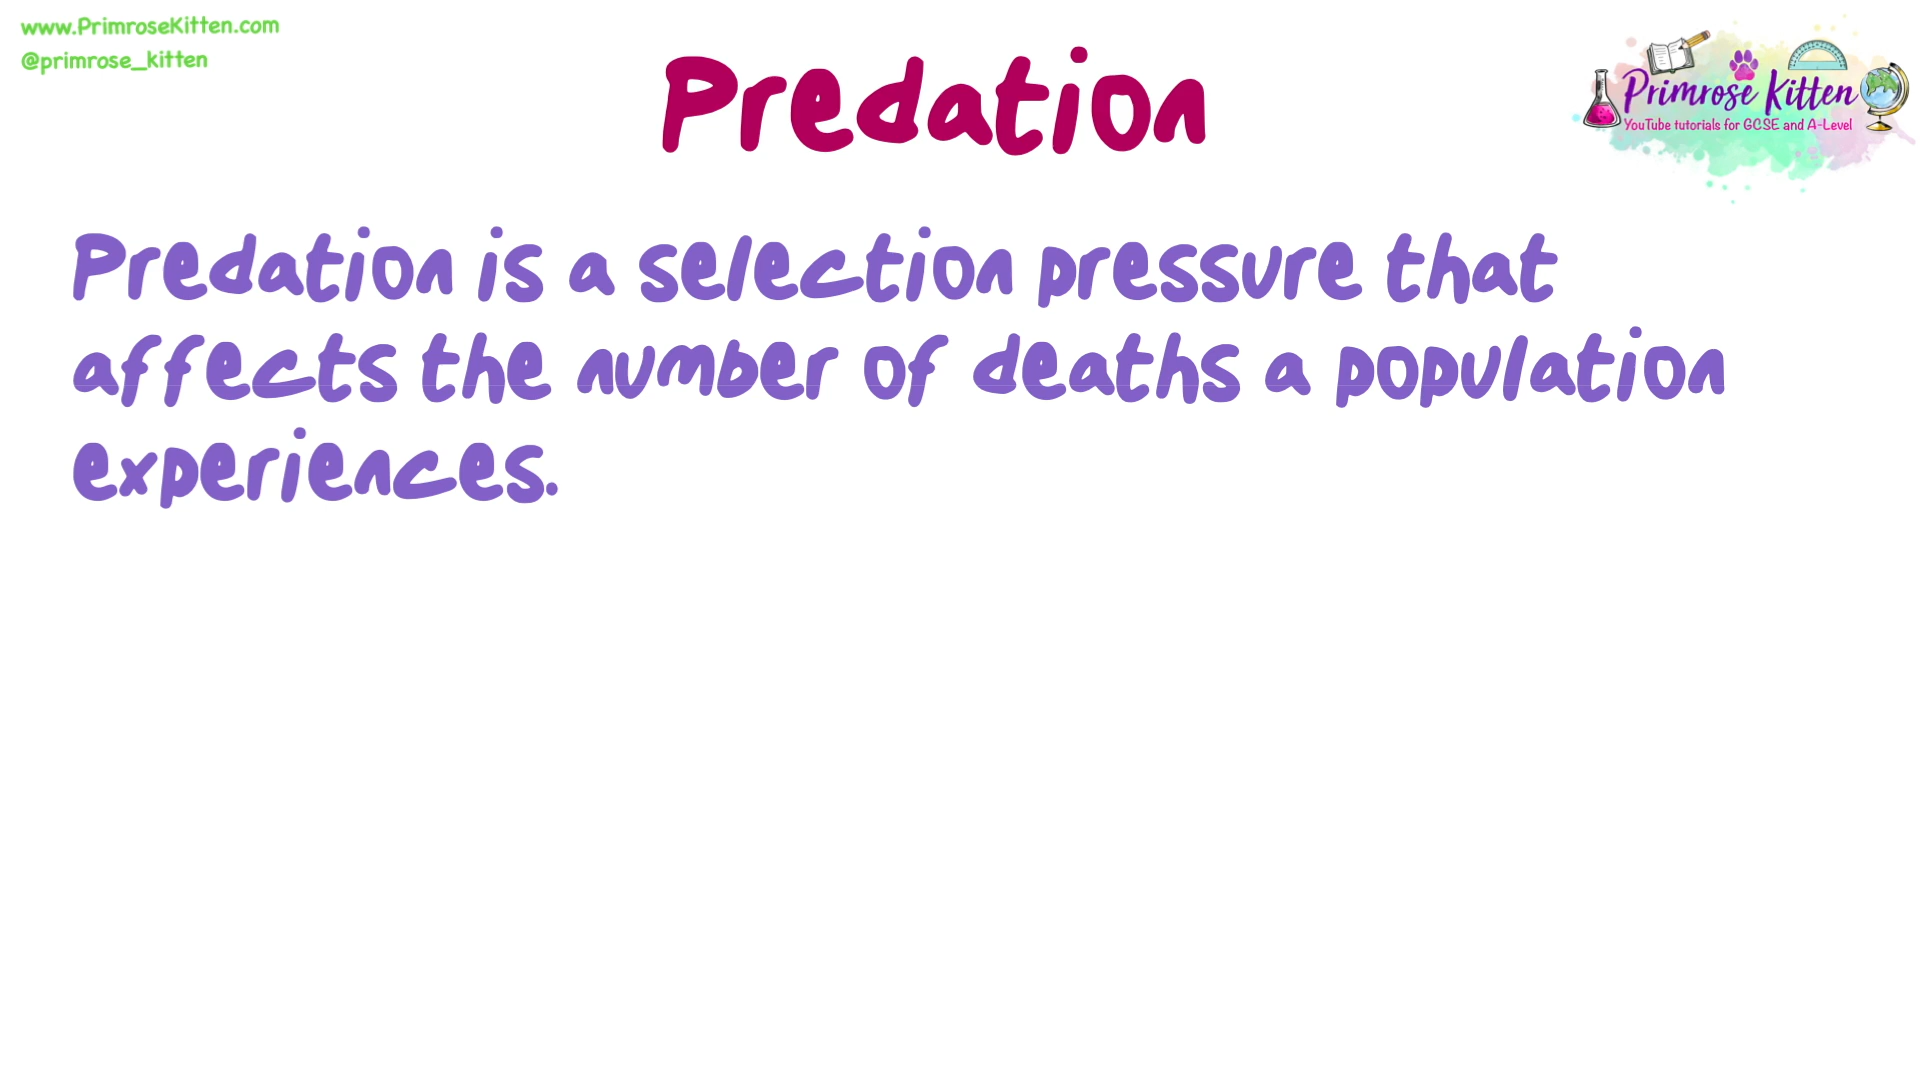 www.PrimroseKitten.com
@primrose_kitten
Predation
Primrose Kitten
YouTube tutorials for GCSE and A-Level
Predation is a selection pressure that
affects the number of deaths a population
experiences.